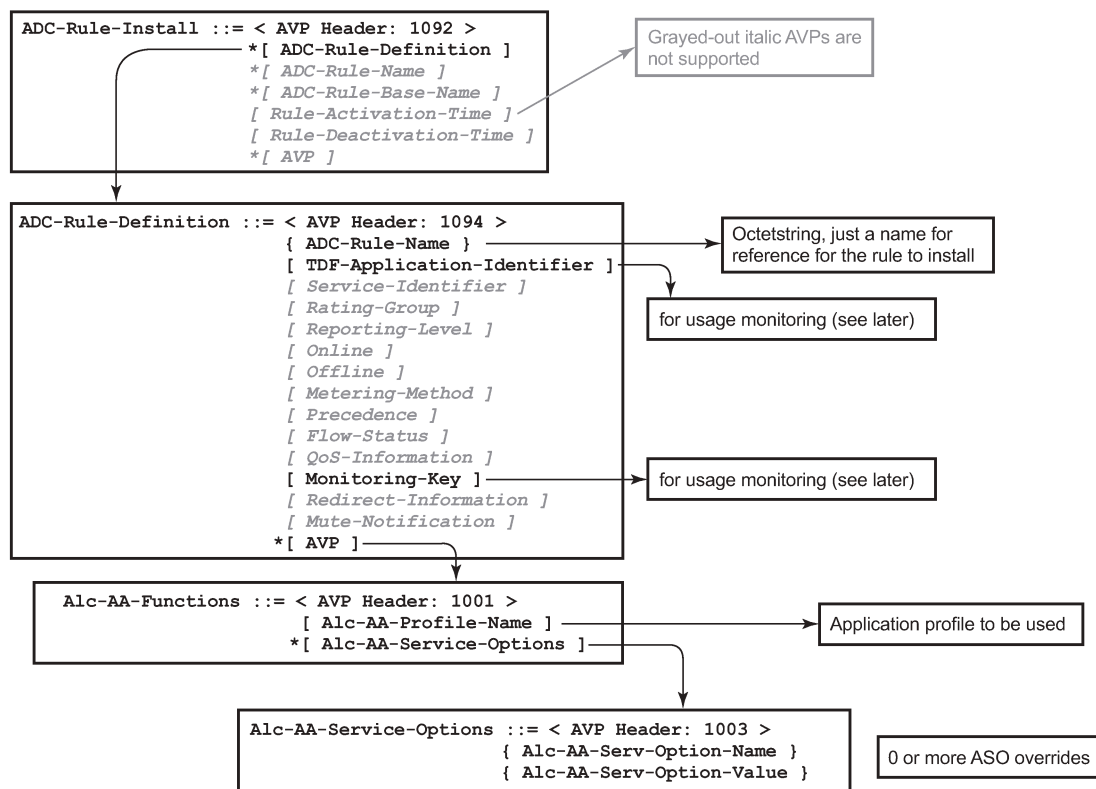 ADC-Rule-Install ::= < AVP Header: 1092 >
*[ ADC-Rule-Definition ]
*[ ADC-Rule-Name ]
*[ ADC-Rule-Base-Name ]
[ Rule-Activation-Time ]
[ Rule-Deactivation-Time ]
*[ AVP ]
Grayed-out italic AVPs are
not supported
ADC-Rule-Definition ::= < AVP Header: 1094 >
{ ADC-Rule-Name }
[ TDF-Application-Identifier ]
[ Service-Identifier ]
[ Rating-Group ]
[ Reporting-Level ]
[ Online ]
[ Offline ]
[ Metering-Method ]
[ Precedence ]
[ Flow-Status ]
[ QoS-Information ]
[ Monitoring-Key ]
[ Redirect-Information ]
[ Mute-Notification ]
*[ AVP ]
Octetstring, just a name for
reference for the rule to install
for usage monitoring (see later)
for usage monitoring (see later)
Alc-AA-Functions ::= < AVP Header: 1001 >
[ Alc-AA-Profile-Name ]
*[ Alc-AA-Service-Options ]
Application profile to be used
Alc-AA-Service-Options ::= < AVP Header: 1003 >
{ Alc-AA-Serv-Option-Name }
{ Alc-AA-Serv-Option-Value }
0 or more ASO overrides